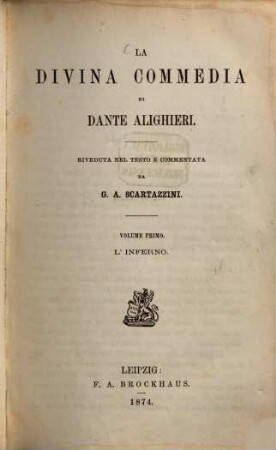 LA
DIVINA COMMEDIA
DI
DANTE ALIGHIERI.
RIVEDUTA NEL TESTO E COMMENTATA
DA
G. A. SCARTAZZINI.
VOLUME PRIMO.
L'INFERNO.
LEIPZIG:
F. A. BROCKHAUS.
1874.